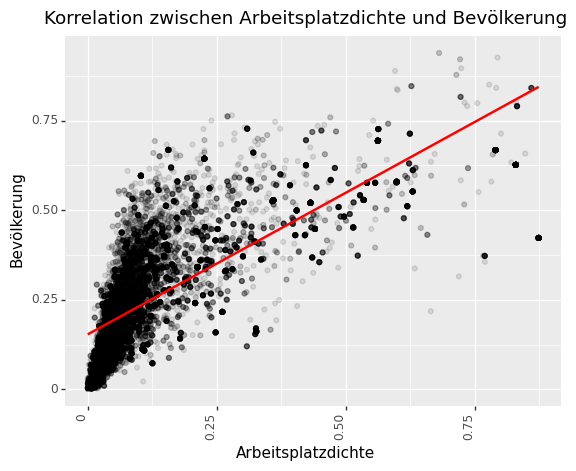 Korrelation zwischen Arbeitsplatzdichte und Bevölkerung
Bevölkerung
0.75
0.50
0.25
0
0
0.25
0.50
0.75
Arbeitsplatzdichte